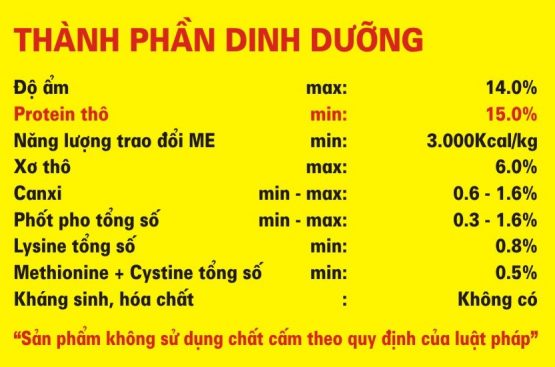 THÀNH PHẦN DINH DƯỠNG
Độ ẩm max: 14.0%
Protein thô min: 15.0%
Năng lượng trao đổi ME min: 3.000Kcal/kg
Xơ thô max: 6.0%
Canxi min - max: 0.6 - 1.6%
Phốt pho tổng số min - max: 0.3 - 1.6%
Lysine tổng số min: 0.8%
Methionine + Cystine tổng số min: 0.5%
Kháng sinh, hóa chất : Không có
“Sản phẩm không sử dụng chất cấm theo quy định của luật pháp”